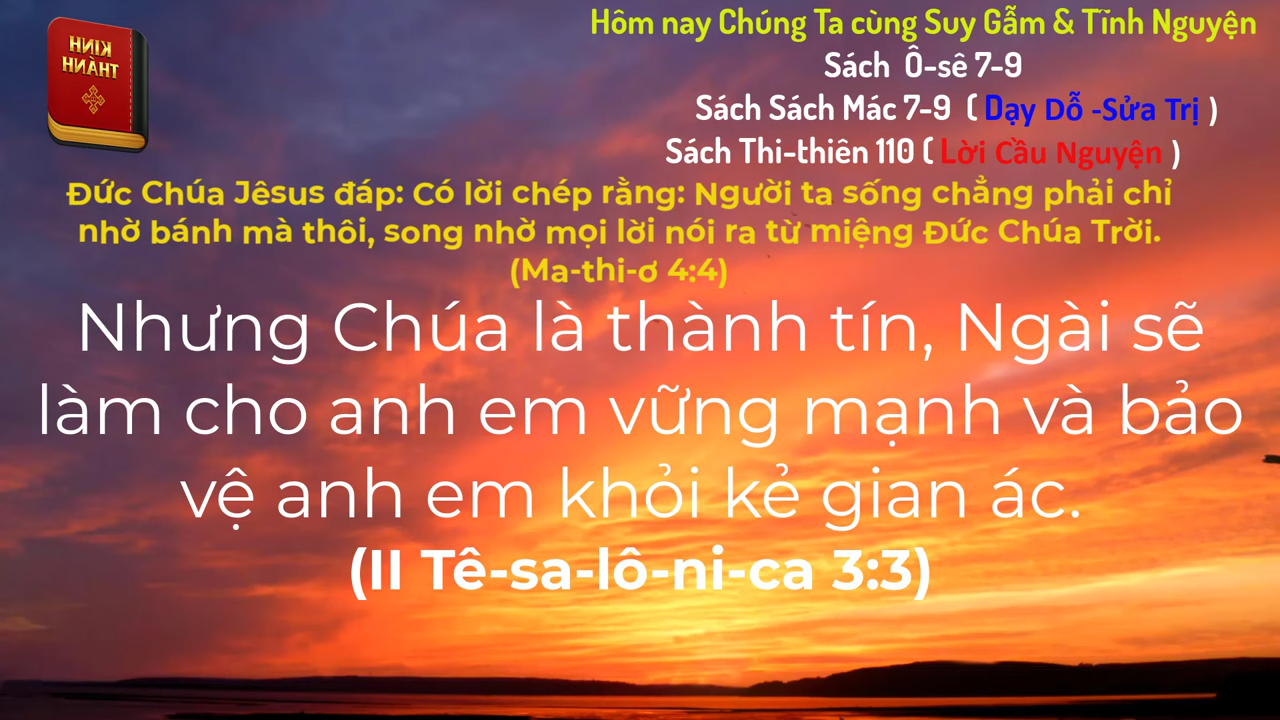 KINH
THÀNH
Hôm nay Chúng Ta cùng Suy Gẫm & Tĩnh Nguyện
Sách Ô-sê 7-9
Sách Sách Mác 7-9 ( Dạy Dỗ -Sửa Trị )
Sách Thi-thiên 110 ( Lời Cầu Nguyện )
Đức Chúa Jêsus đáp: Có lời chép rằng: Người ta sống chẳng phải chỉ
nhờ bánh mà thôi, song nhờ mọi lời nói ra từ miệng Đức Chúa Trời.
(Ma-thi-ơ 4:4)
Nhưng Chúa là thành tín, Ngài sẽ
làm cho anh em vững mạnh và bảo
vệ anh em khỏi kẻ gian ác.
(II Tê-sa-lô-ni-ca 3:3)